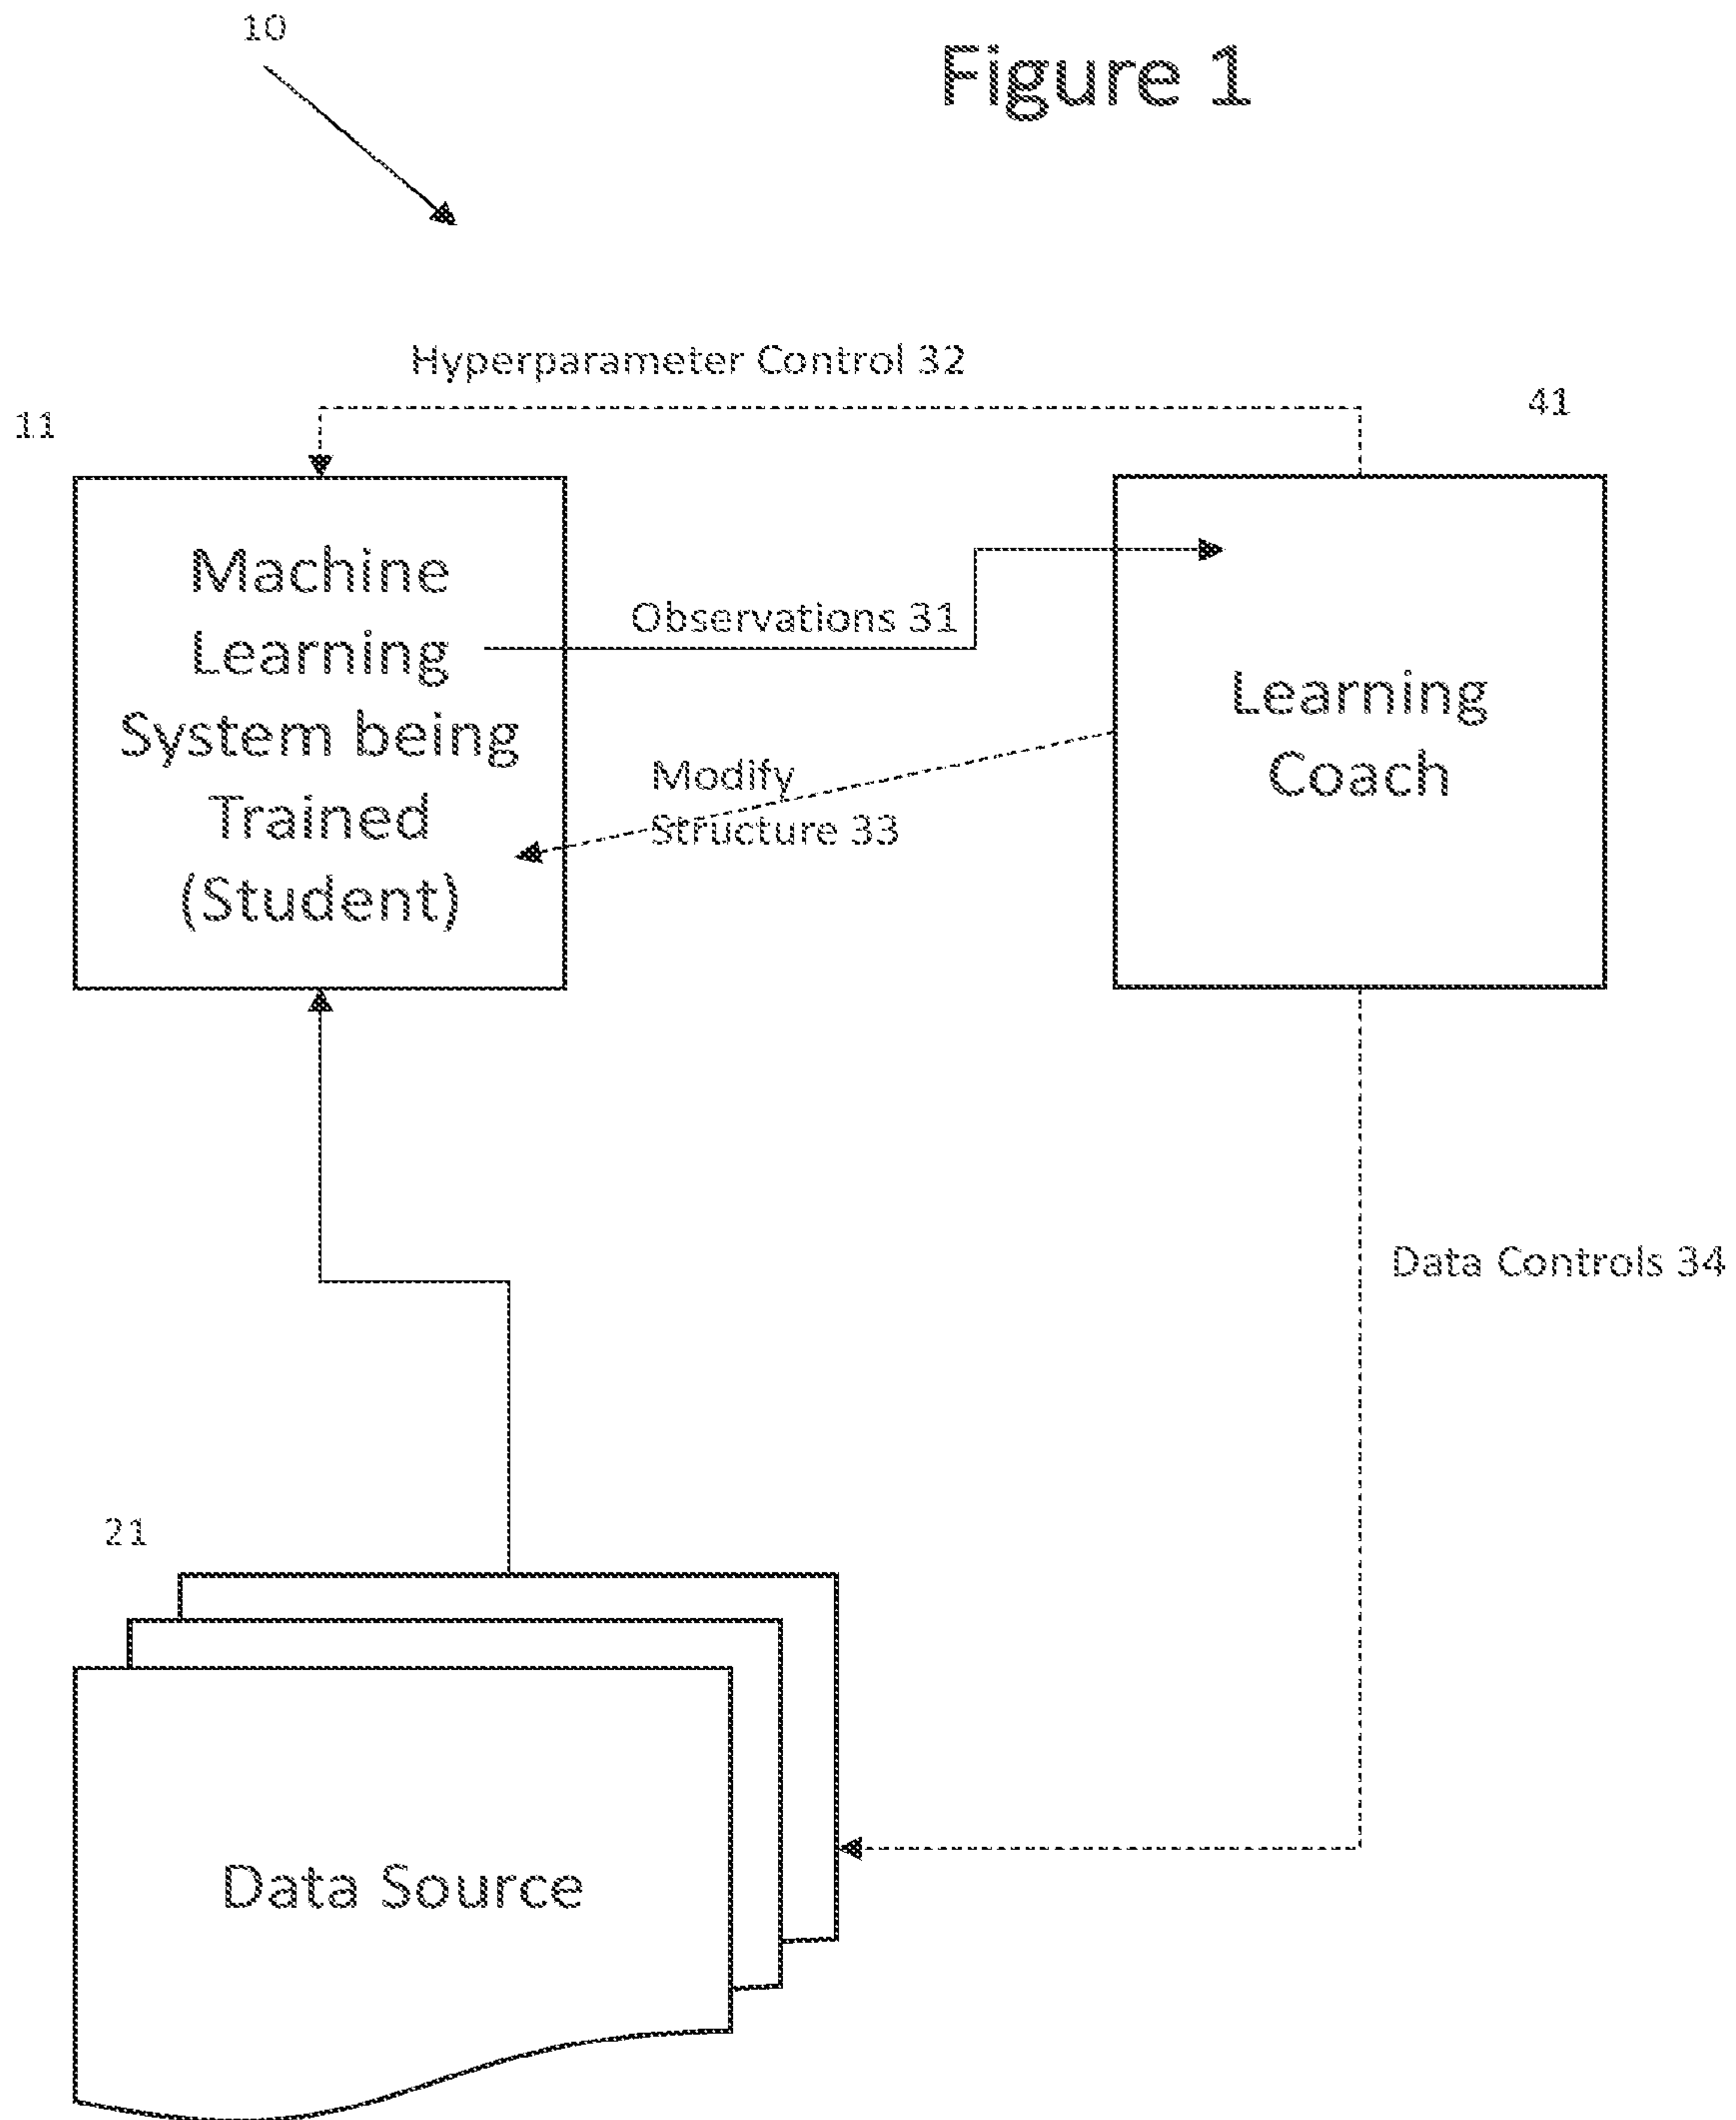 10
Figure 1
Hyperparameter Control 32
11
41
Machine
Learning
System being
Trained
(Student)
Observations 31
Learning
Coach
Modify
Structure 33
Data Controls 34
21
Data Source